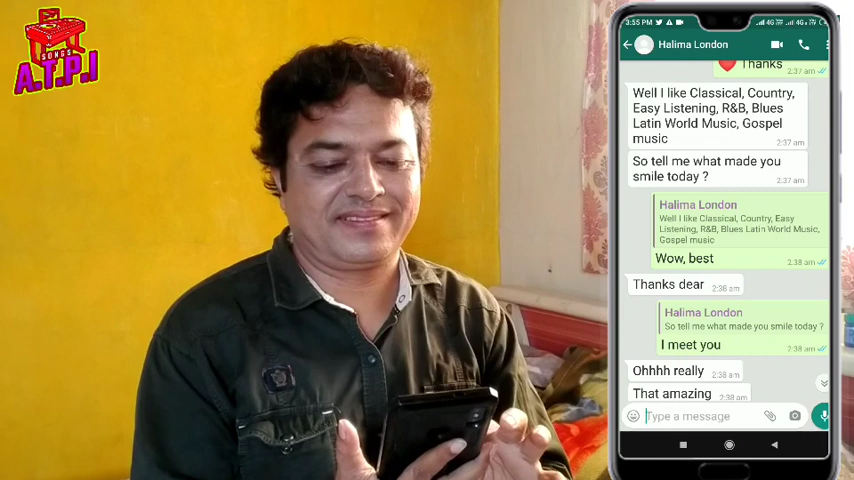 SONGS
A.T.P.I
3:55 PM
4G 4G
Halima London
Thanks
2:37 am
Well I like Classical, Country,
Easy Listening, R&B, Blues
Latin World Music, Gospel
music
2:37 am
So tell me what made you
smile today ?
2:37 am
Halima London
Well I like Classical, Country, Easy
Listening, R&B, Blues Latin World Music,
Gospel music
Wow, best
2:38 am
Thanks dear
2:38 am
Halima London
So tell me what made you smile today ?
I meet you
2:38 am
Ohhhh really
2:38 am
That amazing
2:38 am
Type a message